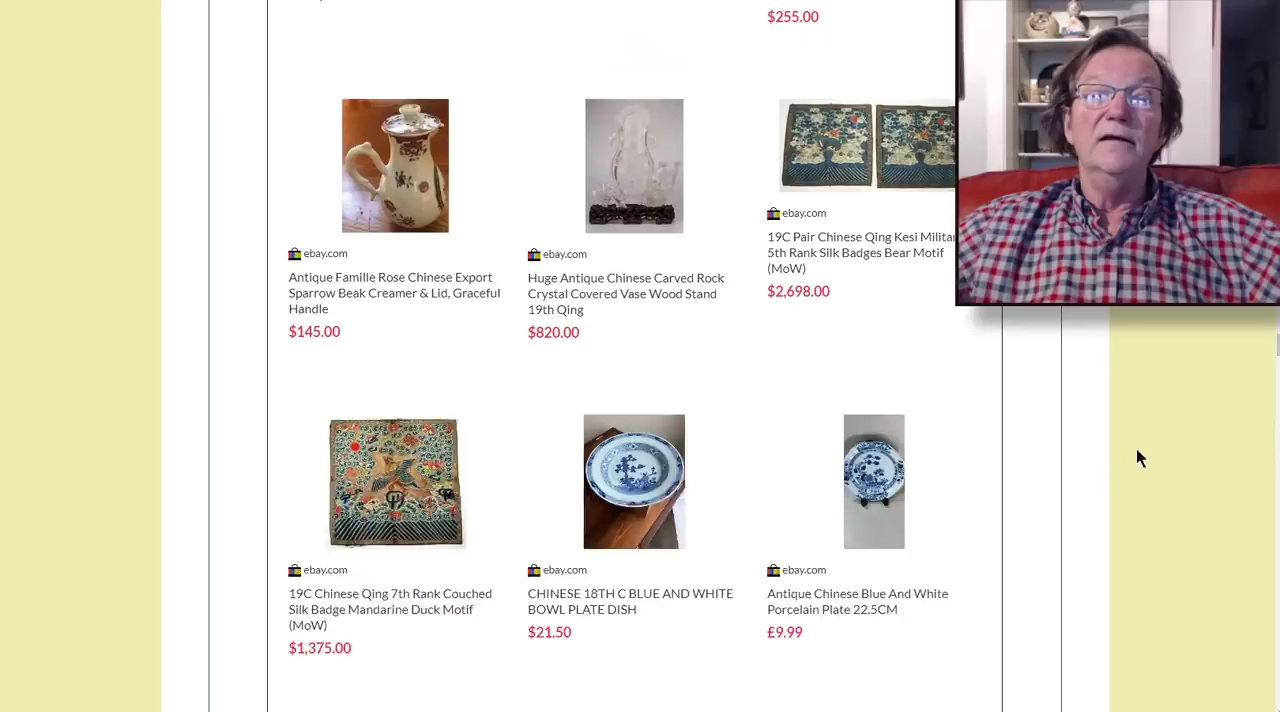 $255.00
ebay.com
Antique Famille Rose Chinese Export
Sparrow Beak Creamer & Lid, Graceful
Handle
$145.00
ebay.com
Huge Antique Chinese Carved Rock
Crystal Covered Vase Wood Stand
19th Qing
$820.00
ebay.com
19C Pair Chinese Qing Kesi
5th Rank Silk Badges Bear Motif
(MoW)
$2,698.00
ebay.com
19C Chinese Qing 7th Rank Couched
Silk Badge Mandarine Duck Motif
(MoW)
$1,375.00
ebay.com
CHINESE 18TH C BLUE AND WHITE
BOWL PLATE DISH
$21.50
ebay.com
Antique Chinese Blue And White
Porcelain Plate 22.5CM
£9.99